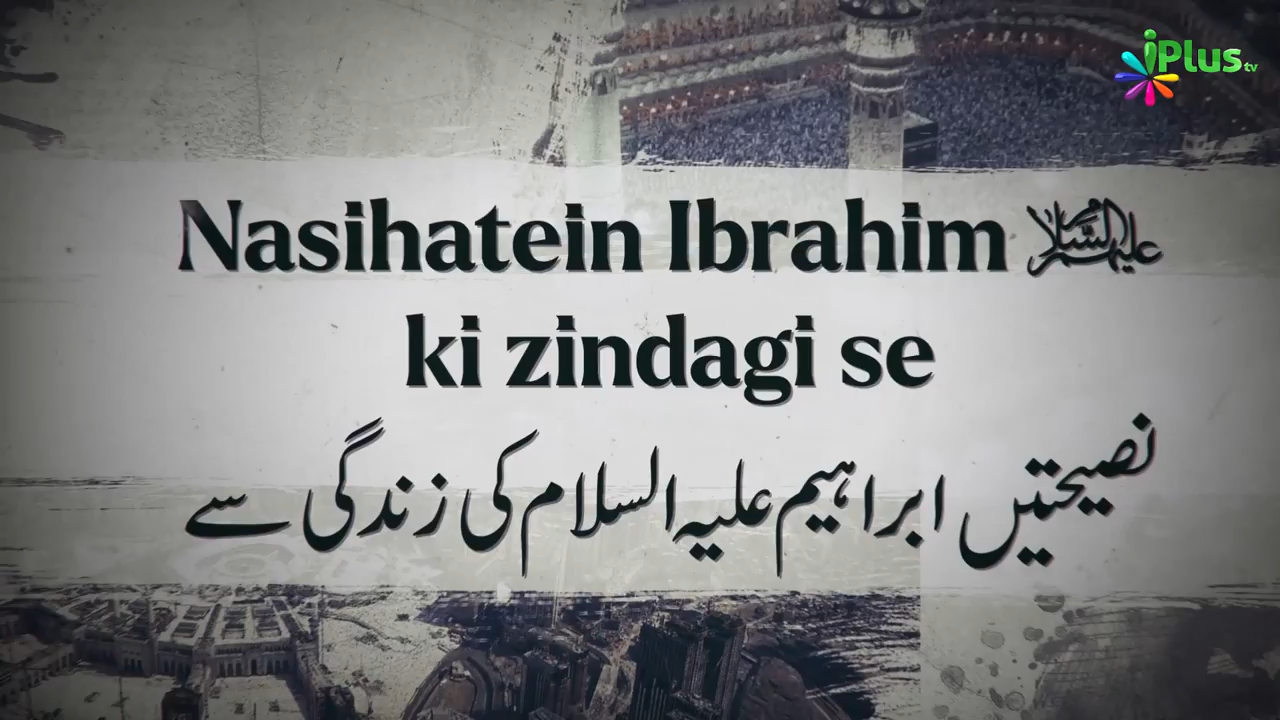 iPlus tv
Nasihatein Ibrahim عليه السلام
ki zindagi se
نصیحتیں ابراہیم علیہ السلام کی زندگی سے